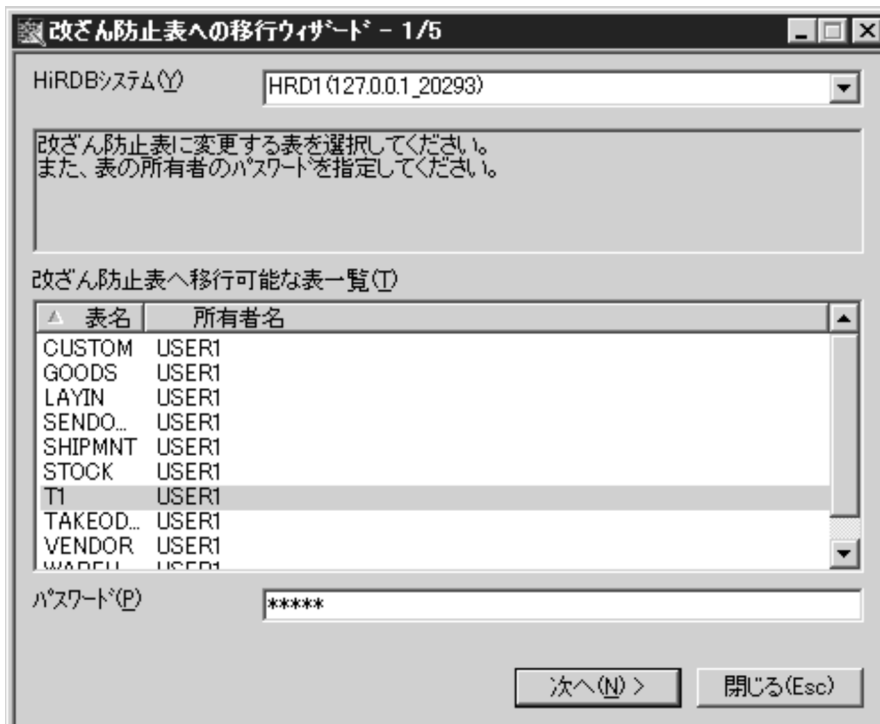 改ざん防止表への移行ｳｨｻﾞｰﾄﾞ - 1/5
HiRDBｼｽﾃﾑ(Y)
HRD1(127.0.0.1_20293)
改ざん防止表に変更する表を選択してください。
また、表の所有者のﾊﾟｽﾜｰﾄﾞを指定してください。
改ざん防止表へ移行可能な表一覧(T)
表名 所有者名
CUSTOM USER1
GOODS USER1
LAYIN USER1
SENDO... USER1
SHIPMNT USER1
STOCK USER1
T1 USER1
TAKEOD... USER1
VENDOR USER1
USER1
ﾊﾟｽﾜｰﾄﾞ(P)
*****
次へ(N) >
閉じる(Esc)